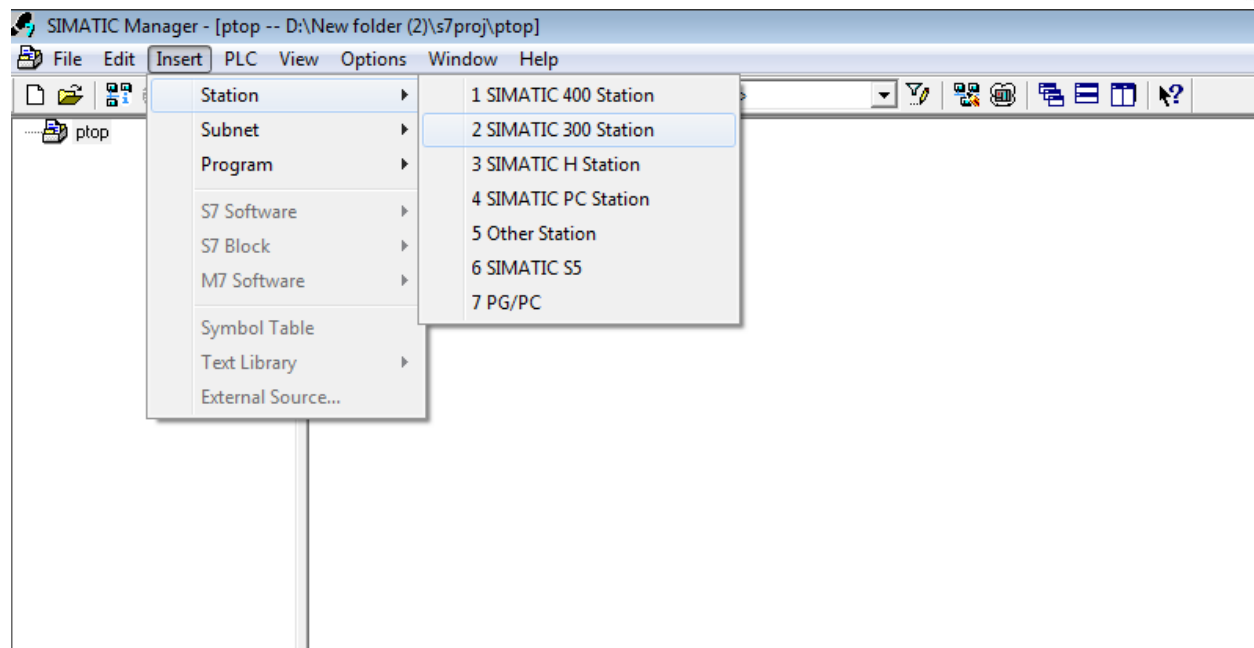 SIMATIC Manager - [ptop -- D:\New folder (2)\s7proj\ptop]
File Edit Insert PLC View Options Window Help
ptop
Station
Subnet
Program
S7 Software
S7 Block
M7 Software
Symbol Table
Text Library
External Source...
1 SIMATIC 400 Station
2 SIMATIC 300 Station
3 SIMATIC H Station
4 SIMATIC PC Station
5 Other Station
6 SIMATIC S5
7 PG/PC